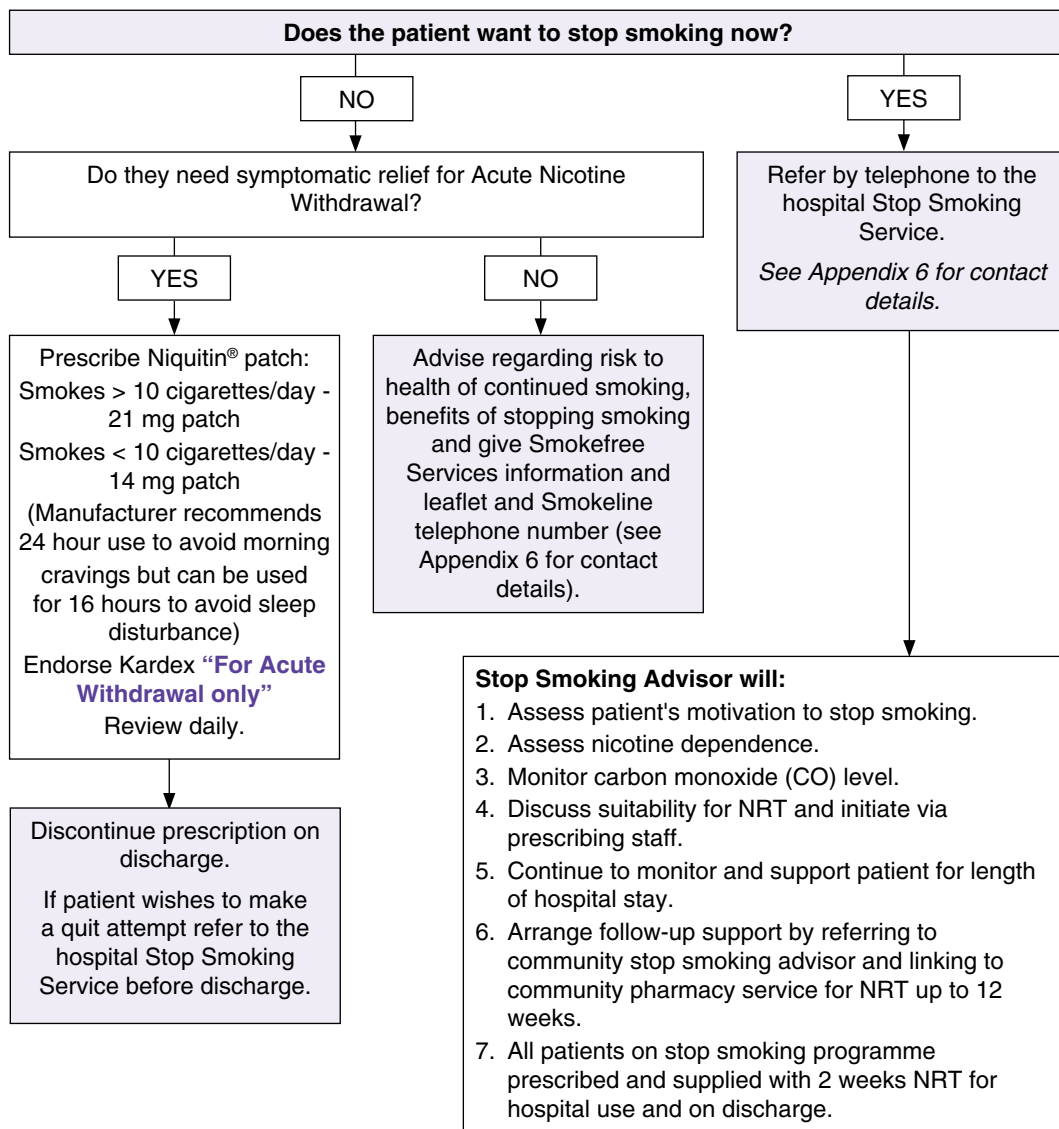 Does the patient want to stop smoking now?
NO
YES
Do they need symptomatic relief for Acute Nicotine
Withdrawal?
Refer by telephone to the
hospital Stop Smoking
Service.
See Appendix 6 for contact
details.
YES
NO
Prescribe Niquitin® patch:
Smokes > 10 cigarettes/day -
21 mg patch
Smokes < 10 cigarettes/day -
14 mg patch
(Manufacturer recommends
24 hour use to avoid morning
cravings but can be used
for 16 hours to avoid sleep
disturbance)
Endorse Kardex “For Acute
Withdrawal only”
Review daily.
Advise regarding risk to
health of continued smoking,
benefits of stopping smoking
and give Smokefree
Services information and
leaflet and Smokeline
telephone number (see
Appendix 6 for contact
details).
Discontinue prescription on
discharge.
If patient wishes to make
a quit attempt refer to the
hospital Stop Smoking
Service before discharge.
Stop Smoking Advisor will:
1. Assess patient's motivation to stop smoking.
2. Assess nicotine dependence.
3. Monitor carbon monoxide (CO) level.
4. Discuss suitability for NRT and initiate via
prescribing staff.
5. Continue to monitor and support patient for length
of hospital stay.
6. Arrange follow-up support by referring to
community stop smoking advisor and linking to
community pharmacy service for NRT up to 12
weeks.
7. All patients on stop smoking programme
prescribed and supplied with 2 weeks NRT for
hospital use and on discharge.